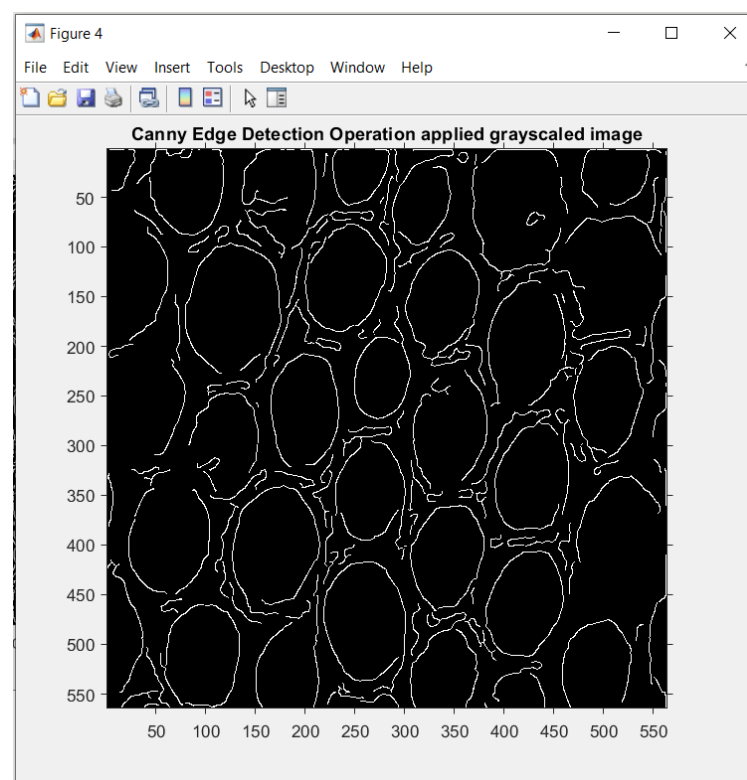 Figure 4
File Edit View Insert Tools Desktop Window Help
Canny Edge Detection Operation applied grayscaled image
50
100
150
200
250
300
350
400
450
500
550
50 100 150 200 250 300 350 400 450 500 550